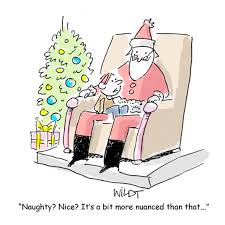 WILDT
"Naughty? Nice? It's a bit more nuanced than that..."